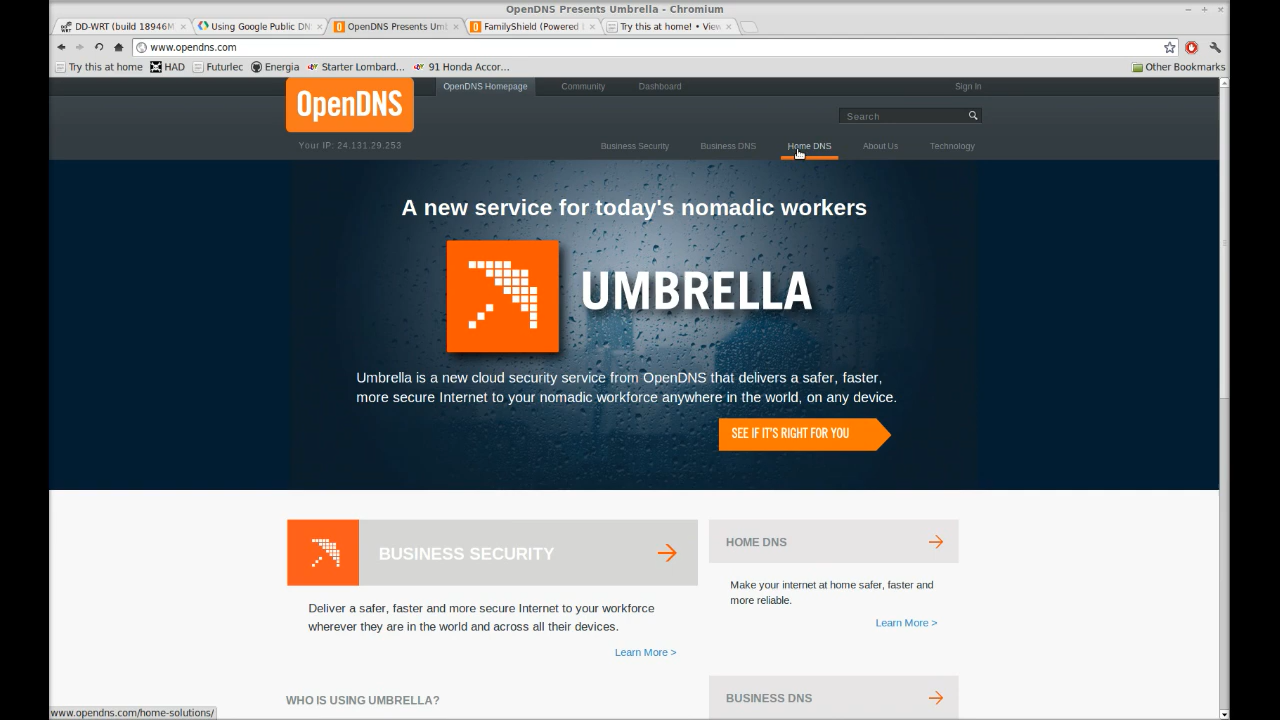 OpenDNS Presents Umbrella - Chromium
DD-WRT (build 18946M
Using Google Public DN
OpenDNS Presents Umb
FamilyShield (Powered
Try this at home! • View
www.opendns.com
Try this at home
HAD
Futurlec
Energia
Starter Lombard...
91 Honda Accor...
Other Bookmarks
OpenDNS
OpenDNS Homepage
Community
Dashboard
Sign In
Search
Your IP: 24.131.29.253
Business Security
Business DNS
Home DNS
About Us
Technology
A new service for today's nomadic workers
UMBRELLA
Umbrella is a new cloud security service from OpenDNS that delivers a safer, faster,
more secure Internet to your nomadic workforce anywhere in the world, on any device.
SEE IF IT'S RIGHT FOR YOU
BUSINESS SECURITY
Deliver a safer, faster and more secure Internet to your workforce
wherever they are in the world and across all their devices.
Learn More >
HOME DNS
Make your internet at home safer, faster and
more reliable.
Learn More >
WHO IS USING UMBRELLA?
BUSINESS DNS
www.opendns.com/home-solutions/